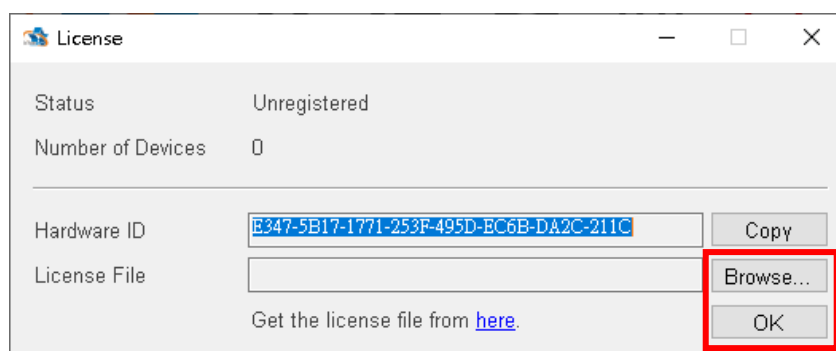 License
Status Unregistered
Number of Devices 0
Hardware ID E347-5B17-1771-253F-495D-EC6B-DA2C-211C Copy
License File Browse...
Get the license file from here. OK